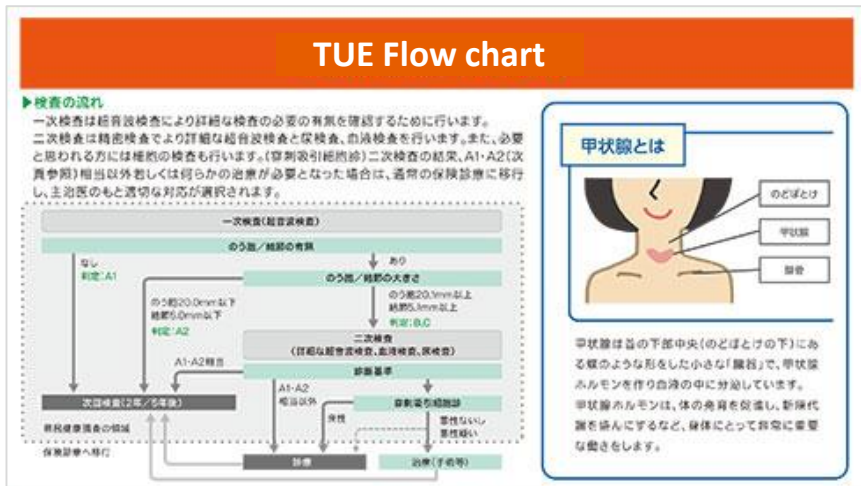 TUE Flow chart
▶検査の流れ
一次検査は超音波検査により詳細な検査の必要の有無を確認するために行います。
二次検査は精密検査でより詳細な超音波検査と尿検査、血液検査を行います。また、必要
と思われる方には細胞の検査も行います。(穿刺吸引細胞診)二次検査の結果、A1・A2(次
頁参照)相当以外若しくは何らかの治療が必要となった場合は、通常の保険診療に移行
し、主治医のもと適切な対応が選択されます。
一次検査(超音波検査)
のう胞/結節の有無
なし
判定:A1
あり
のう胞/結節の大きさ
のう胞20.0mm以下
結節5.0mm以下
判定:A2
のう胞20.1mm以上
結節5.1mm以上
判定:B,C
二次検査
(詳細な超音波検査、血液検査、尿検査)
A1・A2相当
診断基準
A1・A2
相当以外
次回検査(2年/5年後)
穿刺吸引細胞診
良性
悪性ないし
悪性疑い
県民健康調査の領域
保険診療へ移行
診療
治療(手術等)
甲状腺とは
のどぼとけ
甲状腺
鎖骨
甲状腺は首の下部中央(のどぼとけの下)にあ
る蝶のような形をした小さな「臓器」で、甲状腺
ホルモンを作り血液の中に分泌しています。
甲状腺ホルモンは、体の発育を促進し、新陳代
謝を盛んにするなど、身体にとって非常に重要
な働きをします。